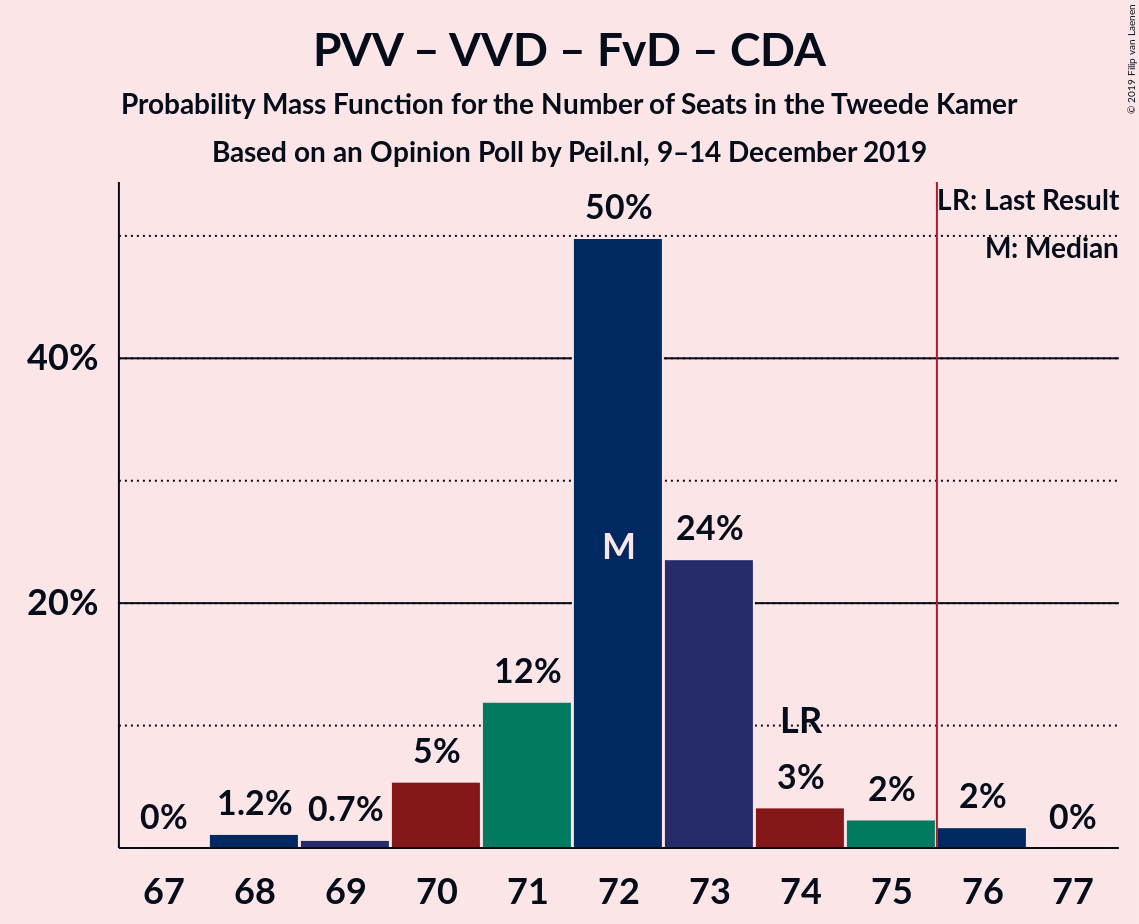 PVV – VVD – FvD – CDA
Probability Mass Function for the Number of Seats in the Tweede Kamer
Based on an Opinion Poll by Peil.nl, 9–14 December 2019
© 2019 Filip van Laenen
LR: Last Result
M: Median
50%
40%
24%
M
20%
12%
LR
5%
3%
2%
2%
1.2%
0.7%
0%
0%
67 68 69 70 71 72 73 74 75 76 77